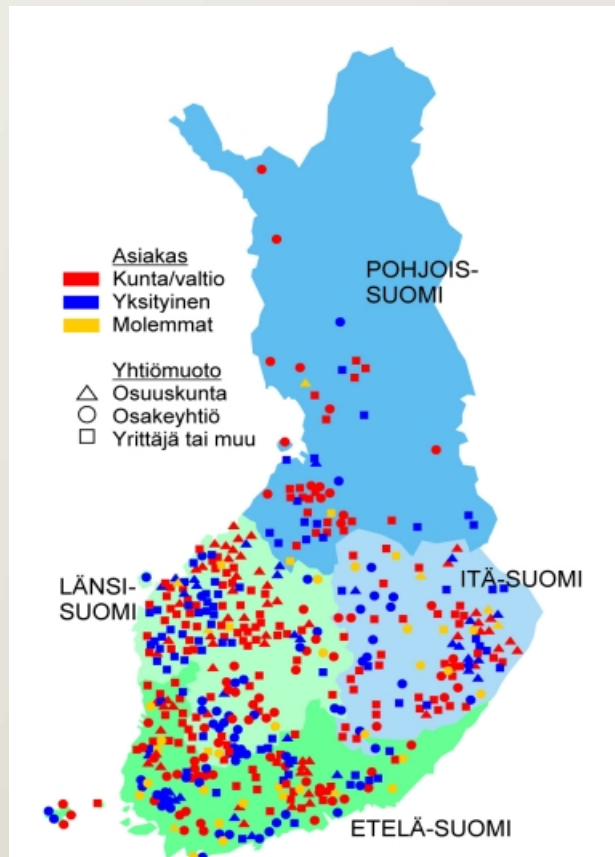 Asiakas
Kunta/valtio
Yksityinen
Molemmat
Yhtiömuoto
Osuuskunta
Osakeyhtiö
Yrittäjä tai muu
POHJOIS-
SUOMI
LÄNSI-
SUOMI
ITÄ-SUOMI
ETELÄ-SUOMI